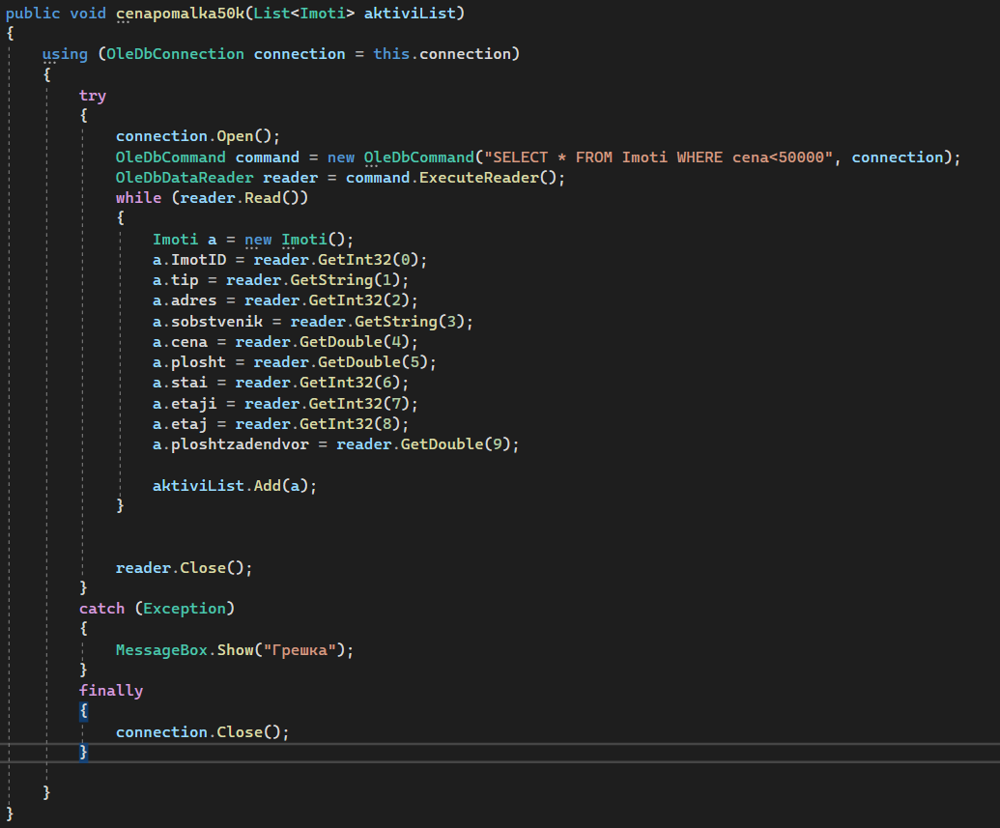 public void cenapomalka50k(List<Imoti> aktiviList)
{
    using (OleDbConnection connection = this.connection)
    {
        try
        {
            connection.Open();
            OleDbCommand command = new OleDbCommand("SELECT * FROM Imoti WHERE cena<50000", connection);
            OleDbDataReader reader = command.ExecuteReader();
            while (reader.Read())
            {
                Imoti a = new Imoti();
                a.ImotID = reader.GetInt32(0);
                a.tip = reader.GetString(1);
                a.adres = reader.GetInt32(2);
                a.sobstvenik = reader.GetString(3);
                a.cena = reader.GetDouble(4);
                a.plosht = reader.GetDouble(5);
                a.stai = reader.GetInt32(6);
                a.etaji = reader.GetInt32(7);
                a.etaj = reader.GetInt32(8);
                a.ploshtzadendvor = reader.GetDouble(9);

                aktiviList.Add(a);
            }


            reader.Close();
        }
        catch (Exception)
        {
            MessageBox.Show("Грешка");
        }
        finally
        {
            connection.Close();
        }

    }
}